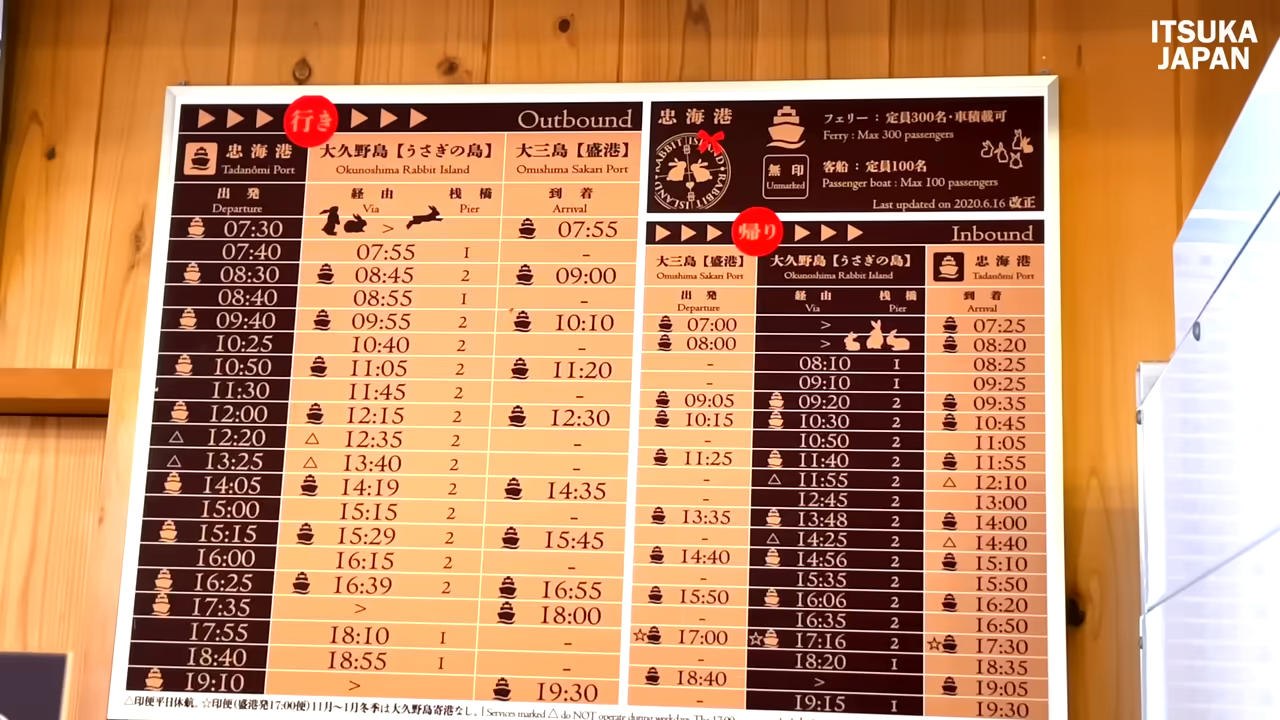 ITSUKA
JAPAN
▶▶▶ 行き ▶▶▶ Outbound
忠海港 大久野島【うさぎの島】 大三島【盛港】
Tadanōmi Port Okunoshima Rabbit Island Omishima Sakari Port
出発 経由 桟橋 到着
Departure Via Pier Arrival
07:30 > 07:55
07:40 07:55 1 -
08:30 08:45 2 09:00
08:40 08:55 1 -
09:40 09:55 2 10:10
10:25 10:40 2 -
10:50 11:05 2 11:20
11:30 11:45 2 -
12:00 12:15 2 12:30
△ 12:20 △ 12:35 2 -
△ 13:25 △ 13:40 2 -
14:05 14:19 2 14:35
15:00 15:15 2 -
15:15 15:29 2 15:45
16:00 16:15 2 -
16:25 16:39 2 16:55
17:35 > 18:00
17:55 18:10 1 -
18:40 18:55 1 -
19:10 > 19:30
忠海港
RABBIT ISLAND RABBIT ISLAND
フェリー：定員300名・車積載可
Ferry : Max 300 passengers
無印
Unmarked
客船：定員100名
Passenger boat : Max 100 passengers
Last updated on 2020.6.16 改正
▶▶▶ 帰り ▶▶▶ Inbound
大三島【盛港】 大久野島【うさぎの島】 忠海港
Omishima Sakari Port Okunoshima Rabbit Island Tadanōmi Port
出発 経由 桟橋 到着
Departure Via Pier Arrival
07:00 > 07:25
08:00 > 08:20
- 08:10 1 08:25
- 09:10 1 09:25
09:05 09:20 2 09:35
10:15 10:30 2 10:45
- 10:50 2 11:05
11:25 11:40 2 11:55
- △ 11:55 2 △ 12:10
- 12:45 2 13:00
13:35 13:48 2 14:00
- △ 14:25 2 △ 14:40
14:40 14:56 2 15:10
- 15:35 2 15:50
15:50 16:06 2 16:20
- 16:35 2 16:50
☆ 17:00 ☆ 17:16 2 ☆ 17:30
- 18:20 1 18:35
18:40 > 19:05
- 19:15 1 19:30
△印便平日休航。☆印便(盛港発17:00便)11月～1月冬季は大久野島寄港なし。| Services marked △ do NOT operate during weekdays. The 17:00